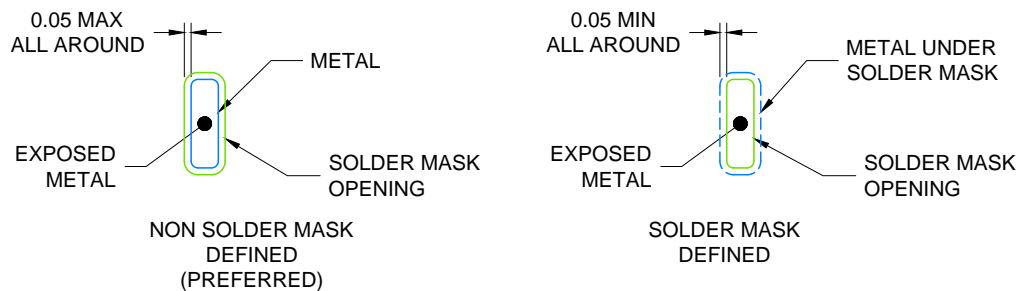 0.05 MAX
ALL AROUND
METAL
EXPOSED
METAL
SOLDER MASK
OPENING
NON SOLDER MASK
DEFINED
(PREFERRED)
0.05 MIN
ALL AROUND
METAL UNDER
SOLDER MASK
EXPOSED
METAL
SOLDER MASK
OPENING
SOLDER MASK
DEFINED